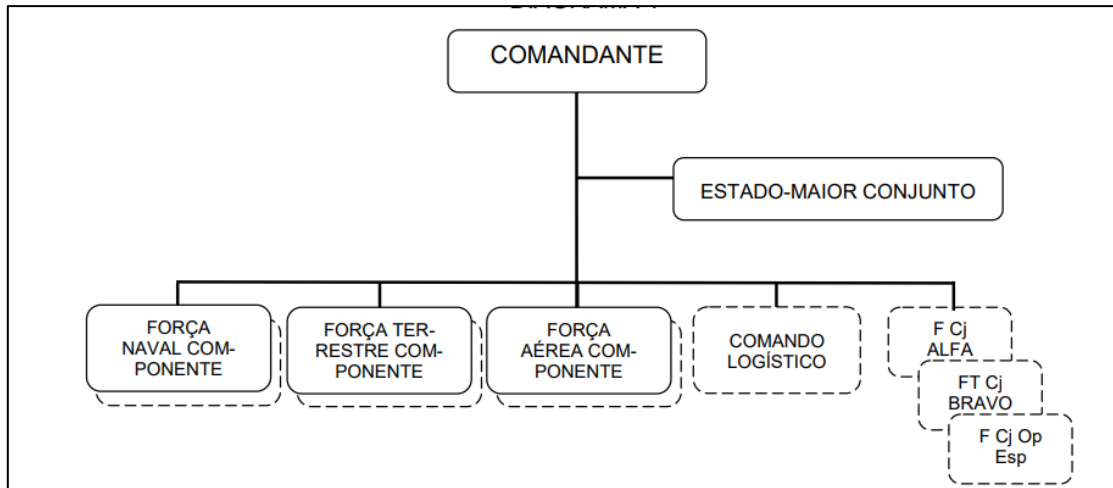 COMANDANTE
ESTADO-MAIOR CONJUNTO
FORÇA
NAVAL COM-
PONENTE
FORÇA TER-
RESTRE COM-
PONENTE
FORÇA
AÉREA COM-
PONENTE
COMANDO
LOGÍSTICO
F Cj
ALFA
FT Cj
BRAVO
F Cj Op
Esp